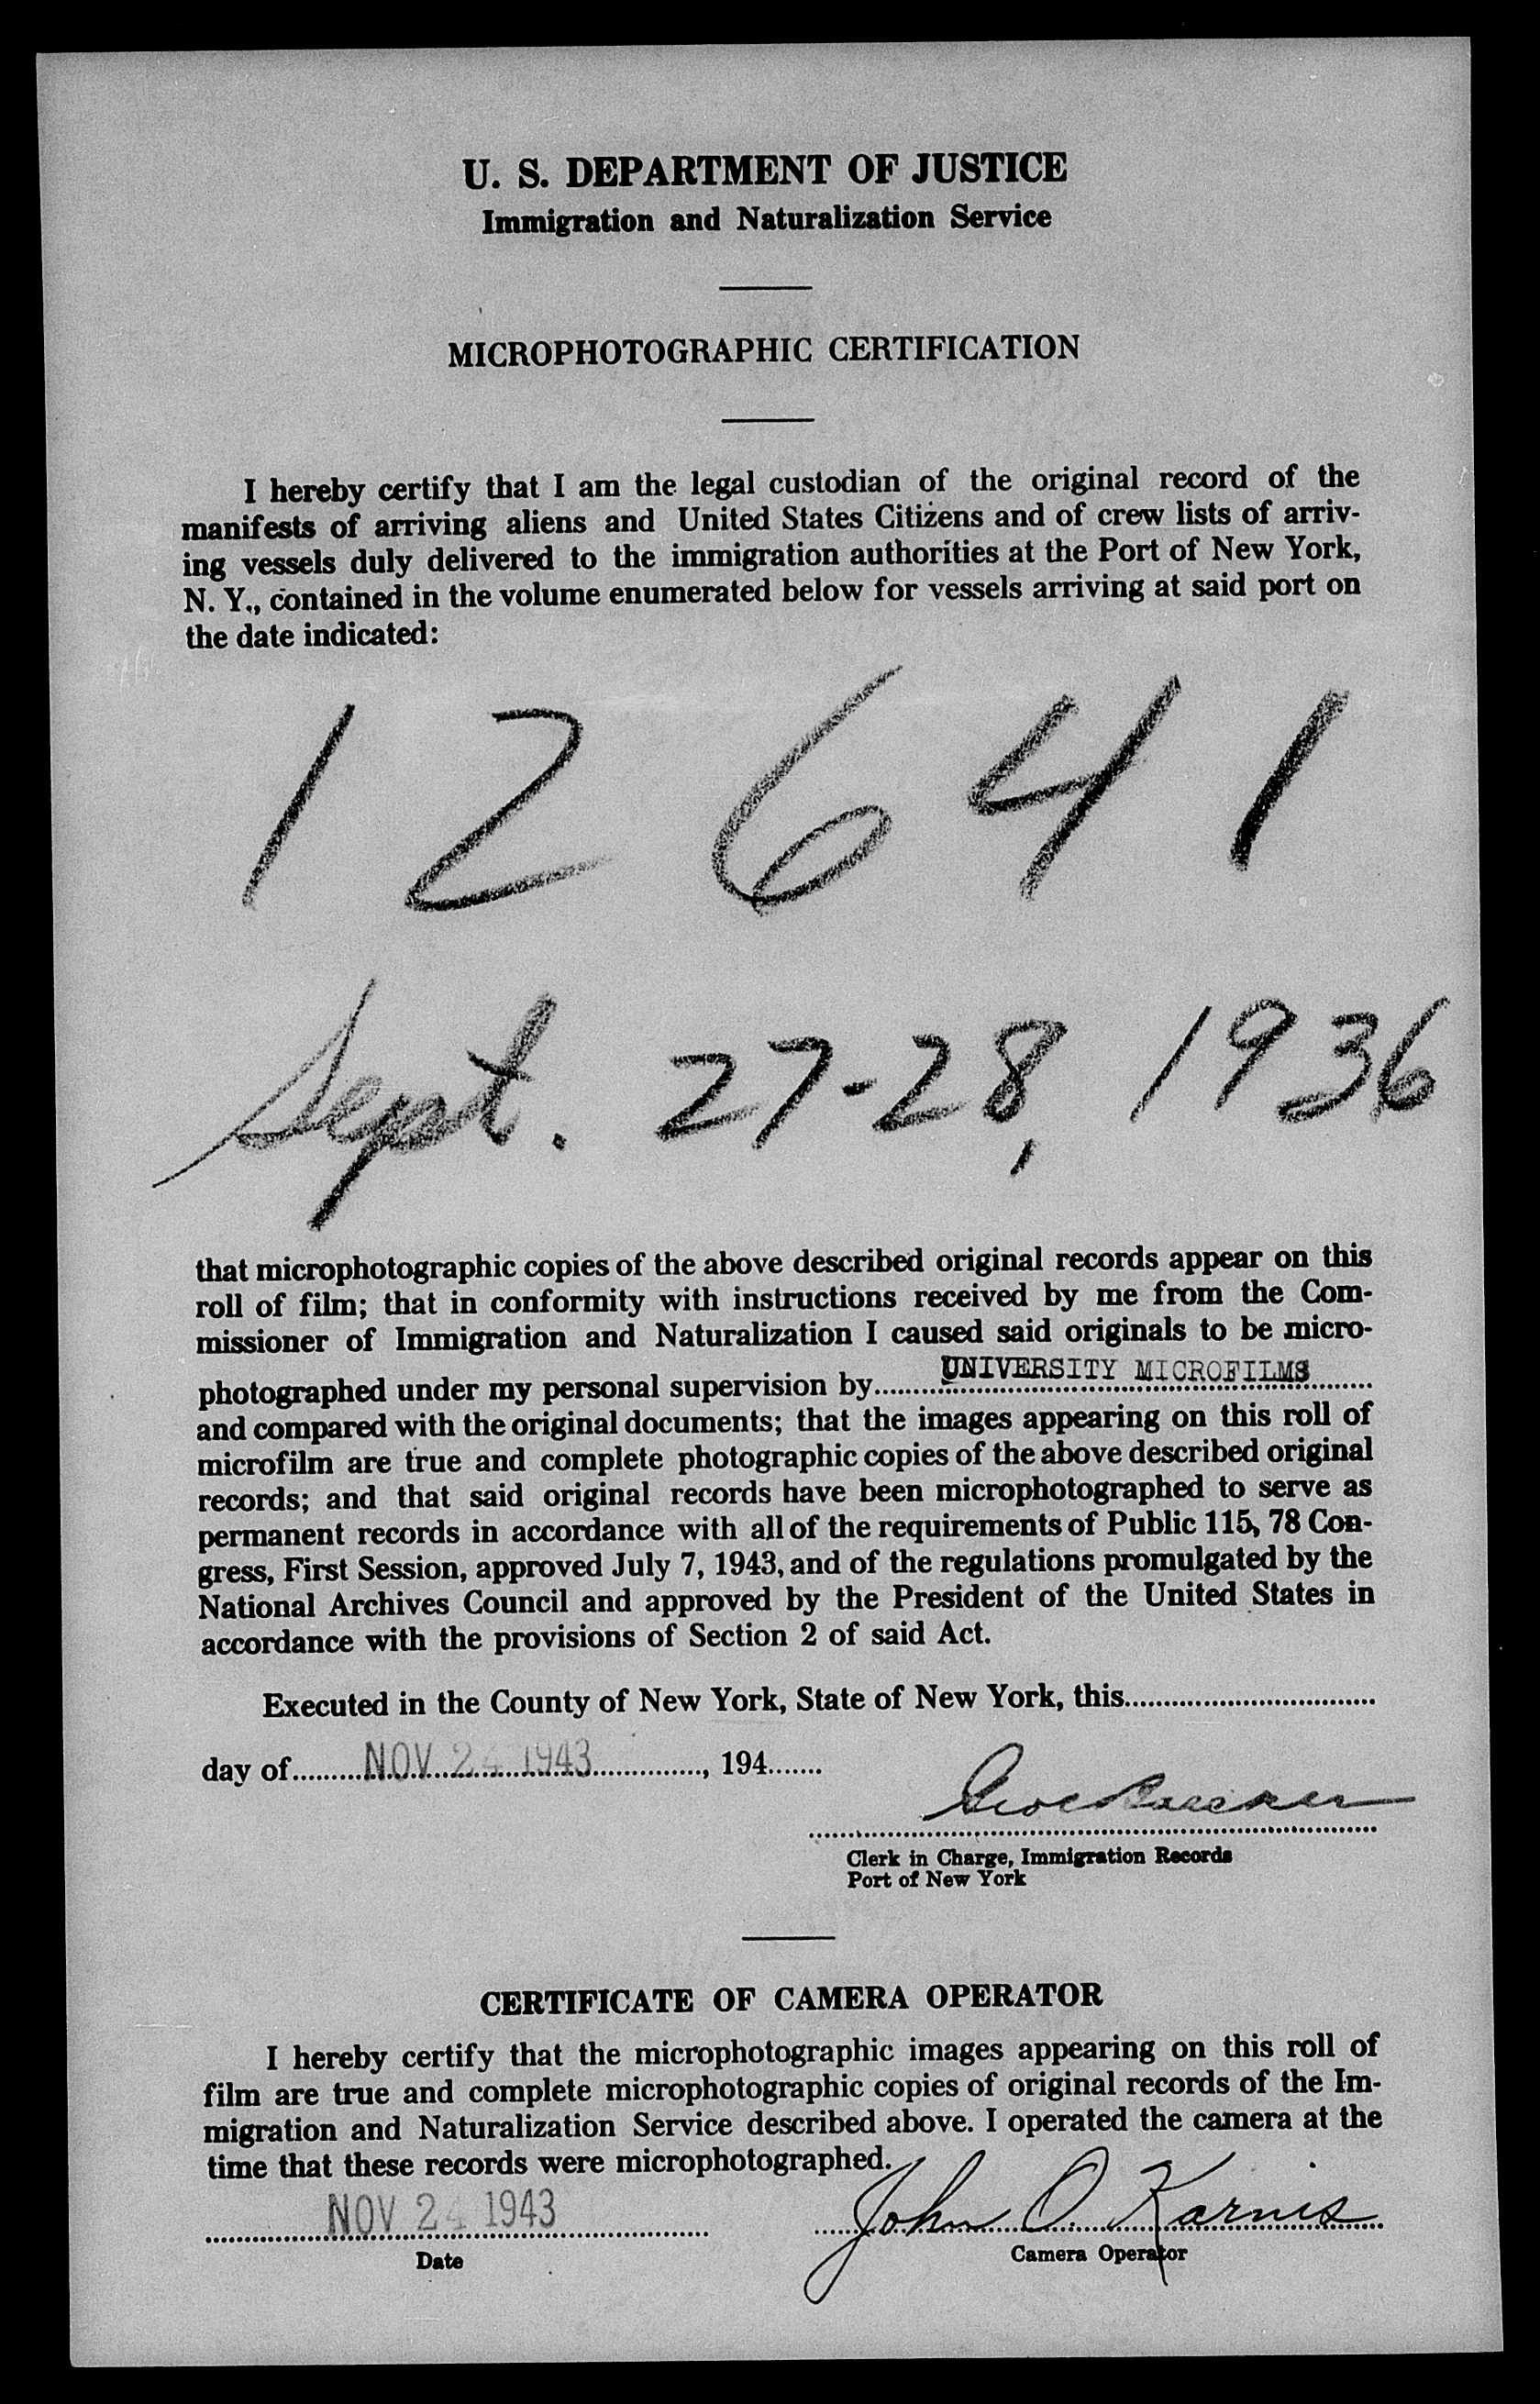 U. S. DEPARTMENT OF JUSTICE
Immigration and Naturalization Service
MICROPHOTOGRAPHIC CERTIFICATION
I hereby certify that I am the legal custodian of the original record of the
manifests of arriving aliens and United States Citizens and of crew lists of arriv-
ing vessels duly delivered to the immigration authorities at the Port of New York,
N. Y., contained in the volume enumerated below for vessels arriving at said port on
the date indicated:
12641
Sept. 27-28, 1936
that microphotographic copies of the above described original records appear on this
roll of film; that in conformity with instructions received by me from the Com-
missioner of Immigration and Naturalization I caused said originals to be micro-
photographed under my personal supervision by UNIVERSITY MICROFILMS
and compared with the original documents; that the images appearing on this roll of
microfilm are true and complete photographic copies of the above described original
records; and that said original records have been microphotographed to serve as
permanent records in accordance with all of the requirements of Public 115, 78 Con-
gress, First Session, approved July 7, 1943, and of the regulations promulgated by the
National Archives Council and approved by the President of the United States in
accordance with the provisions of Section 2 of said Act.
Executed in the County of New York, State of New York, this
day of NOV 24 1943, 194
Clerk in Charge, Immigration Records
Port of New York
CERTIFICATE OF CAMERA OPERATOR
I hereby certify that the microphotographic images appearing on this roll of
film are true and complete microphotographic copies of original records of the Im-
migration and Naturalization Service described above. I operated the camera at the
time that these records were microphotographed.
NOV 24 1943 John O. Karnis
Date Camera Operator